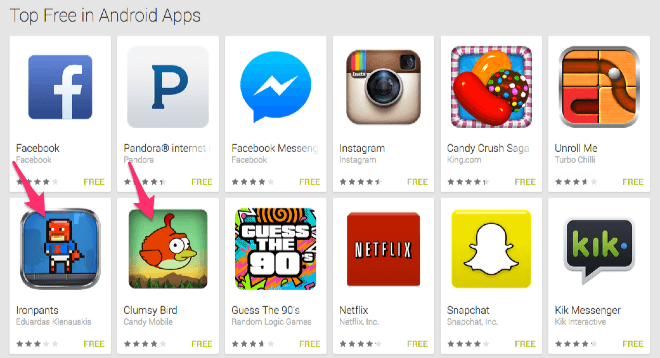 Top Free in Android Apps
f
P
Facebook
Pandora® internet r
Facebook Messeng
Instagram
Candy Crush Saga
Unroll Me
Facebook
Pandora
Facebook
Instagram
King.com
Turbo Chilli
FREE
FREE
FREE
FREE
FREE
FREE
GUESS
THE
90's
NETFLIX
kik
Ironpants
Clumsy Bird
Guess The 90's
Netflix
Snapchat
Kik Messenger
Eduardas Klenauskis
Candy Mobile
Random Logic Games
Netflix, Inc.
Snapchat, Inc.
Kik Interactive
FREE
FREE
FREE
FREE
FREE
FREE